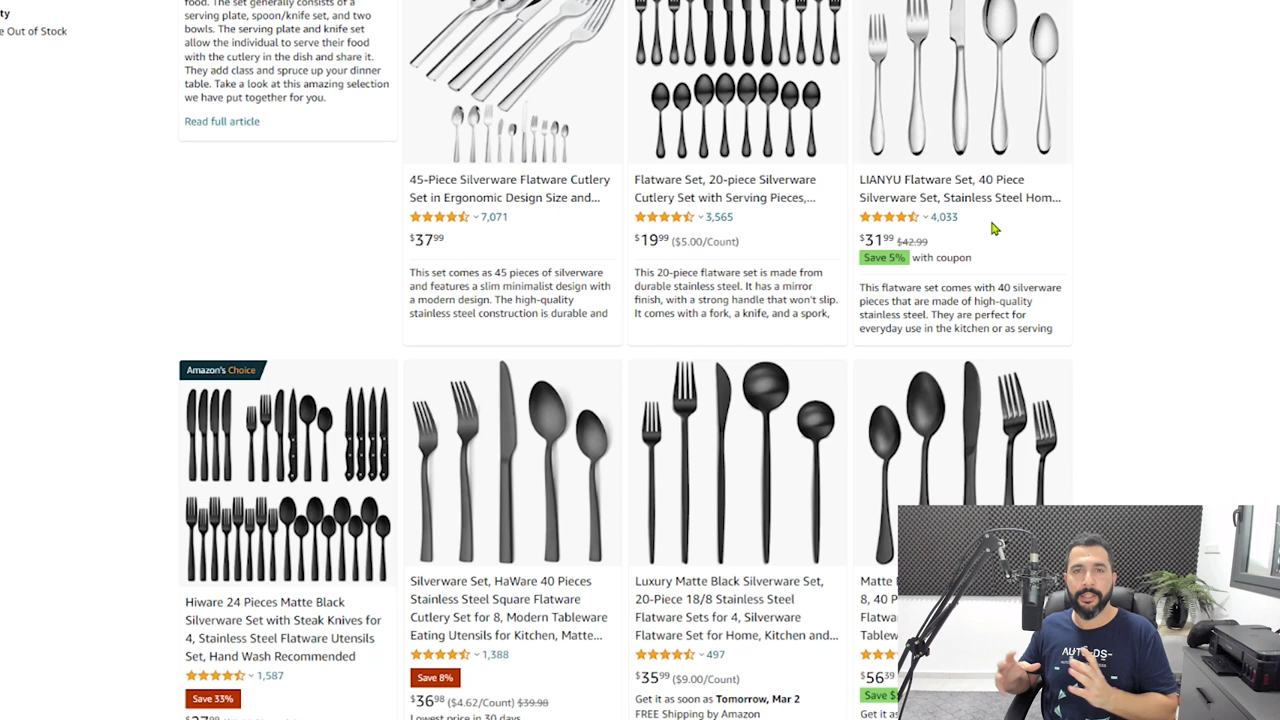 ty
e Out of Stock
food. The set generally consists of a
serving plate, spoon/knife set, and two
bowls. The serving plate and knife set
allow the individual to serve their food
with the cutlery in the dish and share it.
They add class and spruce up your dinner
table. Take a look at this amazing selection
we have put together for you.
Read full article
45-Piece Silverware Flatware Cutlery
Set in Ergonomic Design Size and...
7,071
$37.99
This set comes as 45 pieces of silverware
and features a slim minimalist design with
a modern design. The high-quality
stainless steel construction is durable and
Flatware Set, 20-piece Silverware
Cutlery Set with Serving Pieces,...
3,565
$19.99 ($5.00/Count)
This 20-piece flatware set is made from
durable stainless steel. It has a mirror
finish, with a strong handle that won't slip.
It comes with a fork, a knife, and a spork,
LIANYU Flatware Set, 40 Piece
Silverware Set, Stainless Steel Hom...
4,033
$31.99 $42.99
Save 5% with coupon
This flatware set comes with 40 silverware
pieces that are made of high-quality
stainless steel. They are perfect for
everyday use in the kitchen or as serving
Amazon's Choice
Hiware 24 Pieces Matte Black
Silverware Set with Steak Knives for
4, Stainless Steel Flatware Utensils
Set, Hand Wash Recommended
1,587
Save 33%
Silverware Set, HaWare 40 Pieces
Stainless Steel Square Flatware
Cutlery Set for 8, Modern Tableware
Eating Utensils for Kitchen, Matte...
1,388
Save 8%
$36.98 ($4.62/Count) $39.98
Lowest price in 30 days
Luxury Matte Black Silverware Set,
20-Piece 18/8 Stainless Steel
Flatware Sets for 4, Silverware
Flatware Set for Home, Kitchen and...
497
$35.99 ($9.00/Count)
Get it as soon as Tomorrow, Mar 2
FREE Shipping by Amazon
Matte
8, 40 P
Flatwa
Tablew
$56.39
Save $
Get it a